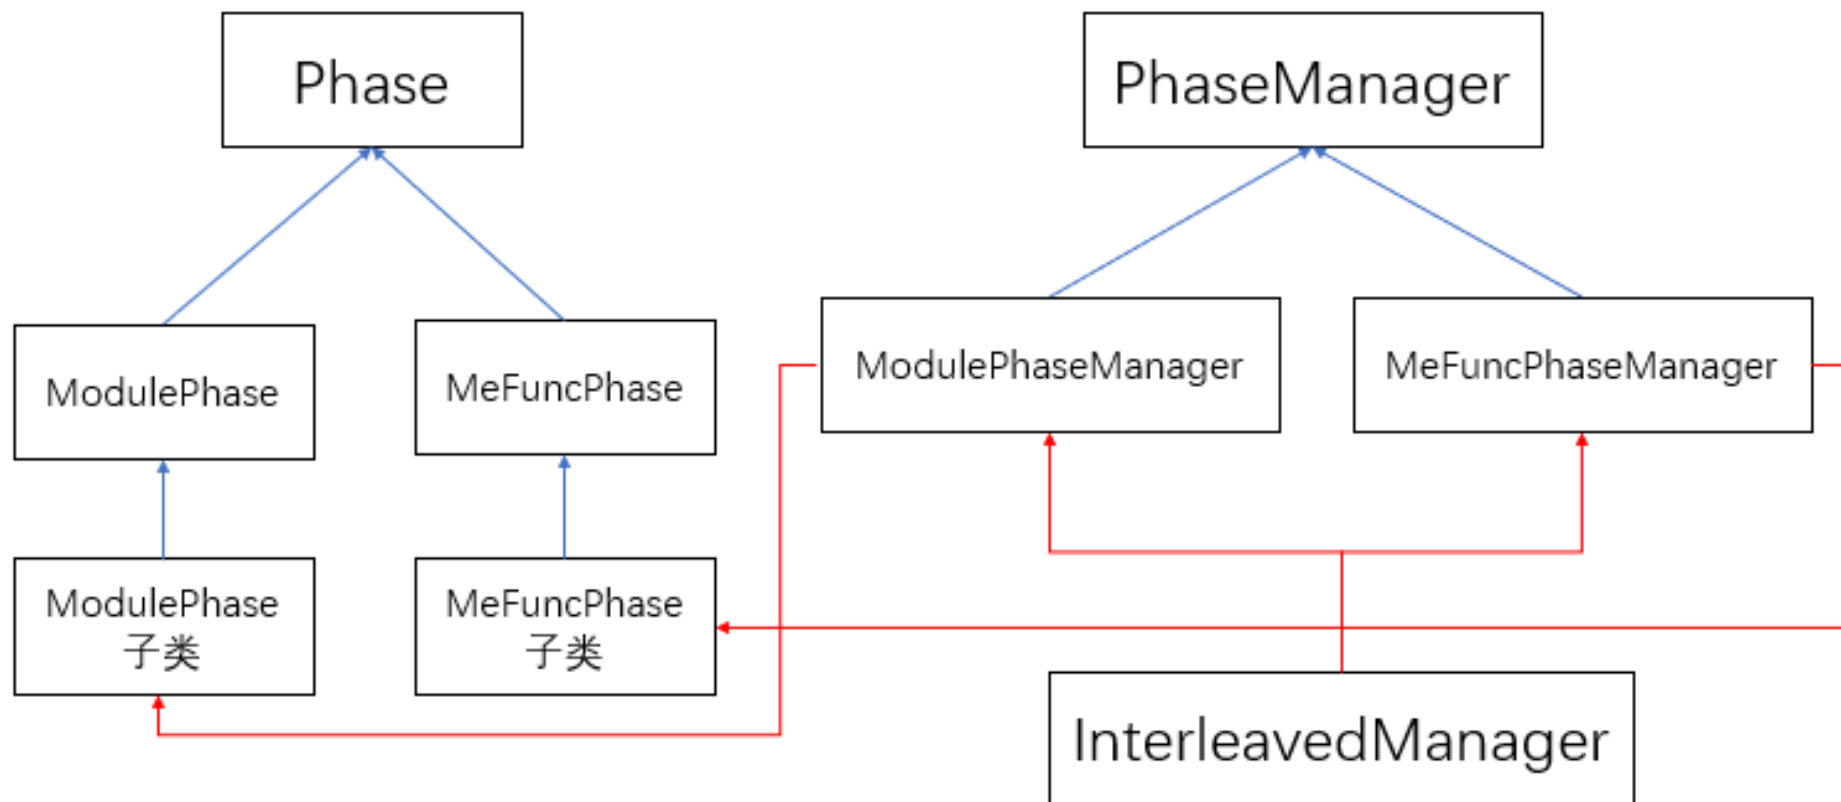 Phase
PhaseManager
ModulePhase
MeFuncPhase
ModulePhaseManager
MeFuncPhaseManager
ModulePhase
子类
MeFuncPhase
子类
InterleavedManager